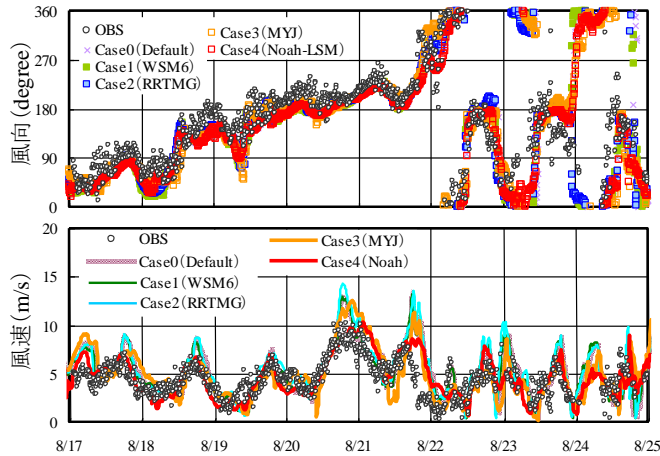 360
270
180
90
0
風向(degree)
OBS
Case0(Default)
Case1(WSM6)
Case2(RRTMG)
Case3(MYJ)
Case4(Noah-LSM)
20
15
10
5
0
風速(m/s)
OBS
Case0(Default)
Case1(WSM6)
Case2(RRTMG)
Case3(MYJ)
Case4(Noah)
8/17 8/18 8/19 8/20 8/21 8/22 8/23 8/24 8/25